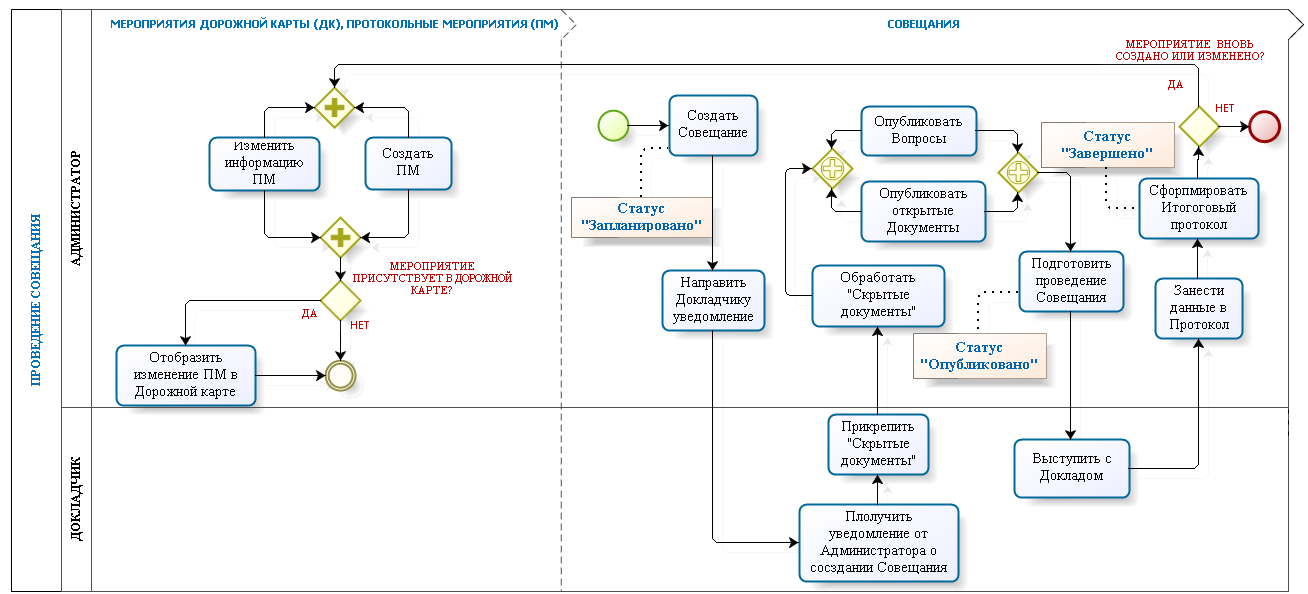 МЕРОПРИЯТИЯ ДОРОЖНОЙ КАРТЫ (ДК), ПРОТОКОЛЬНЫЕ МЕРОПРИЯТИЯ (ПМ)
СОВЕЩАНИЯ
ПРОВЕДЕНИЕ СОВЕЩАНИЯ
АДМИНИСТРАТОР
Изменить
информацию
ПМ
Создать
ПМ
МЕРОПРИЯТИЕ
ПРИСУТСТВУЕТ В ДОРОЖНОЙ
КАРТЕ?
ДА
НЕТ
Отобразить
изменение ПМ в
Дорожной карте
Создать
Совещание
Статус
"Запланировано"
Направить
Докладчику
уведомление
Опубликовать
Вопросы
Опубликовать
открытые
Документы
Обработать
"Скрытые
документы"
Статус
"Опубликовано"
Подготовить
проведение
Совещания
Статус
"Завершено"
МЕРОПРИЯТИЕ ВНОВЬ
СОЗДАНО ИЛИ ИЗМЕНЕНО?
ДА
НЕТ
Сфорпмировать
Итогоговый
протокол
Занести
данные в
Протокол
ДОКЛАДЧИК
Прикрепить
"Скрытые
документы"
Плолучить
уведомление от
Администратора о
сосздании Совещания
Выступить с
Докладом